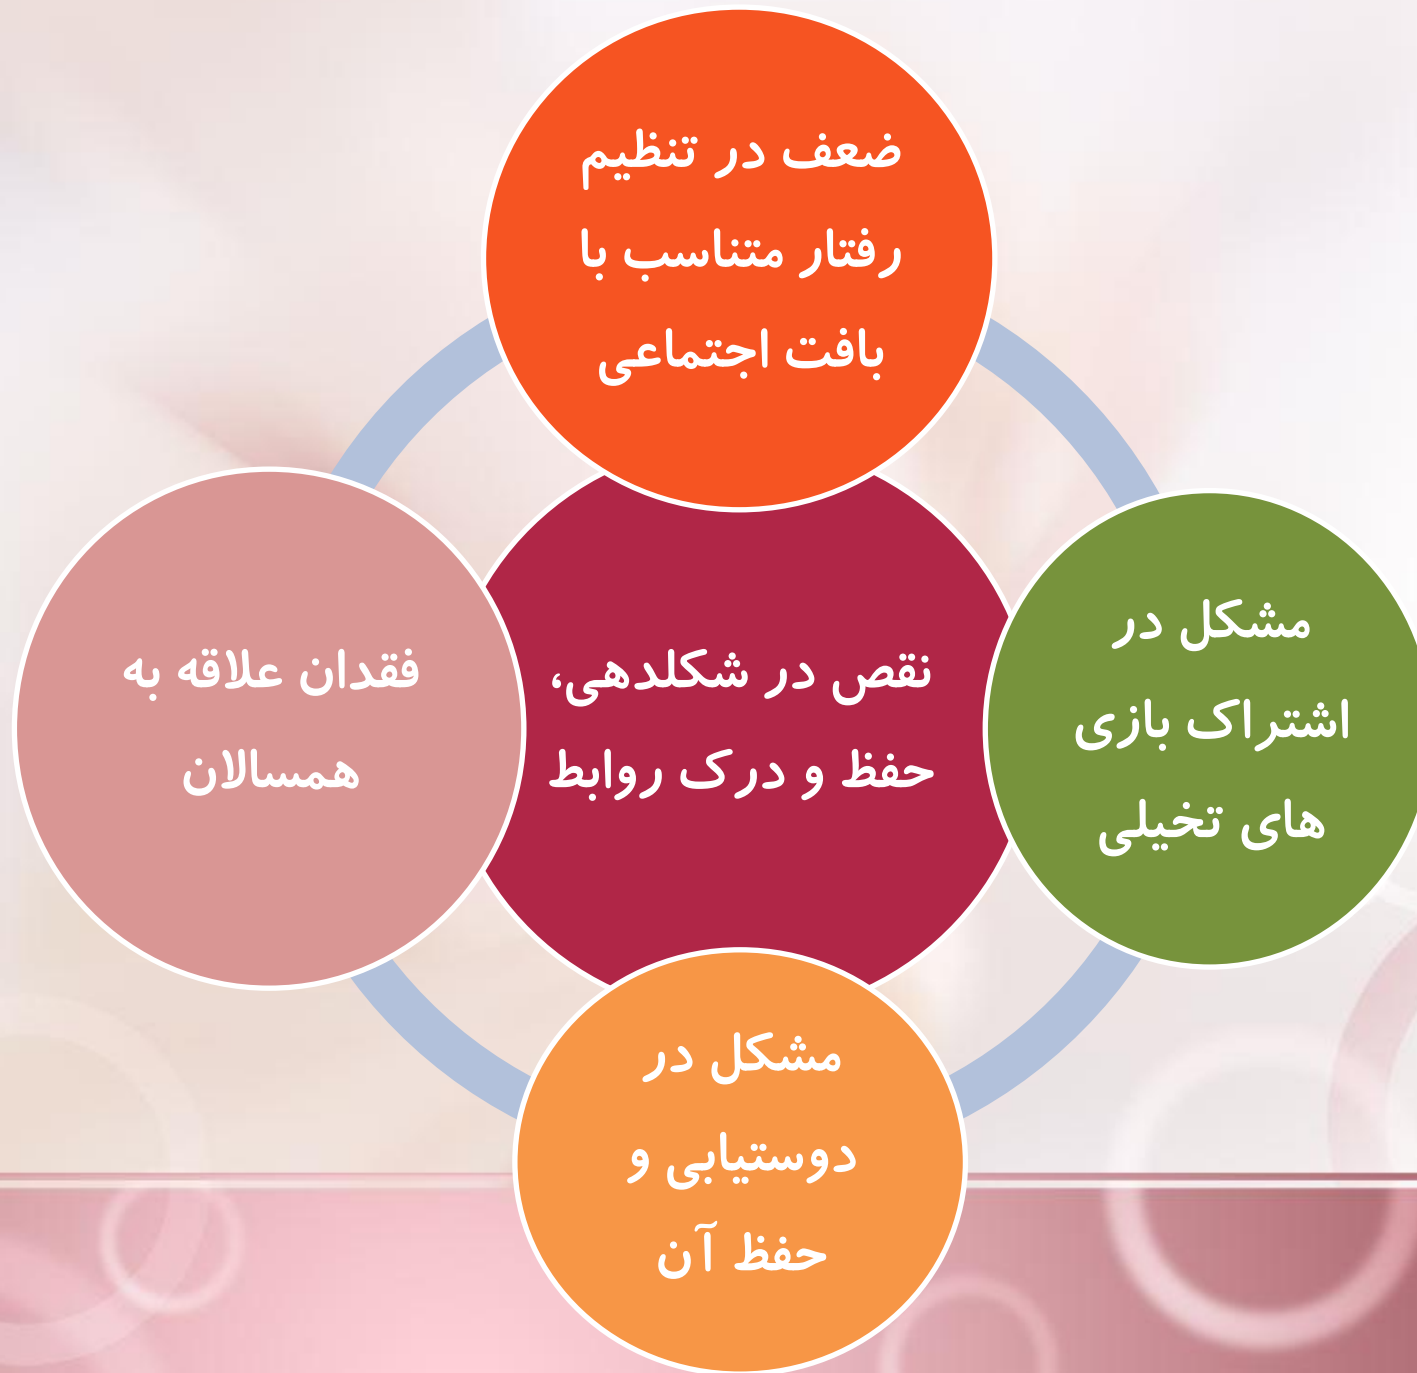 ضعف در تنظیم
رفتار متناسب با
بافت اجتماعی
مشکل در
اشتراک بازی
های تخیلی
نقص در شکلدهی،
حفظ و درک روابط
فقدان علاقه به
همسالان
مشکل در
دوستیابی و
حفظ آن